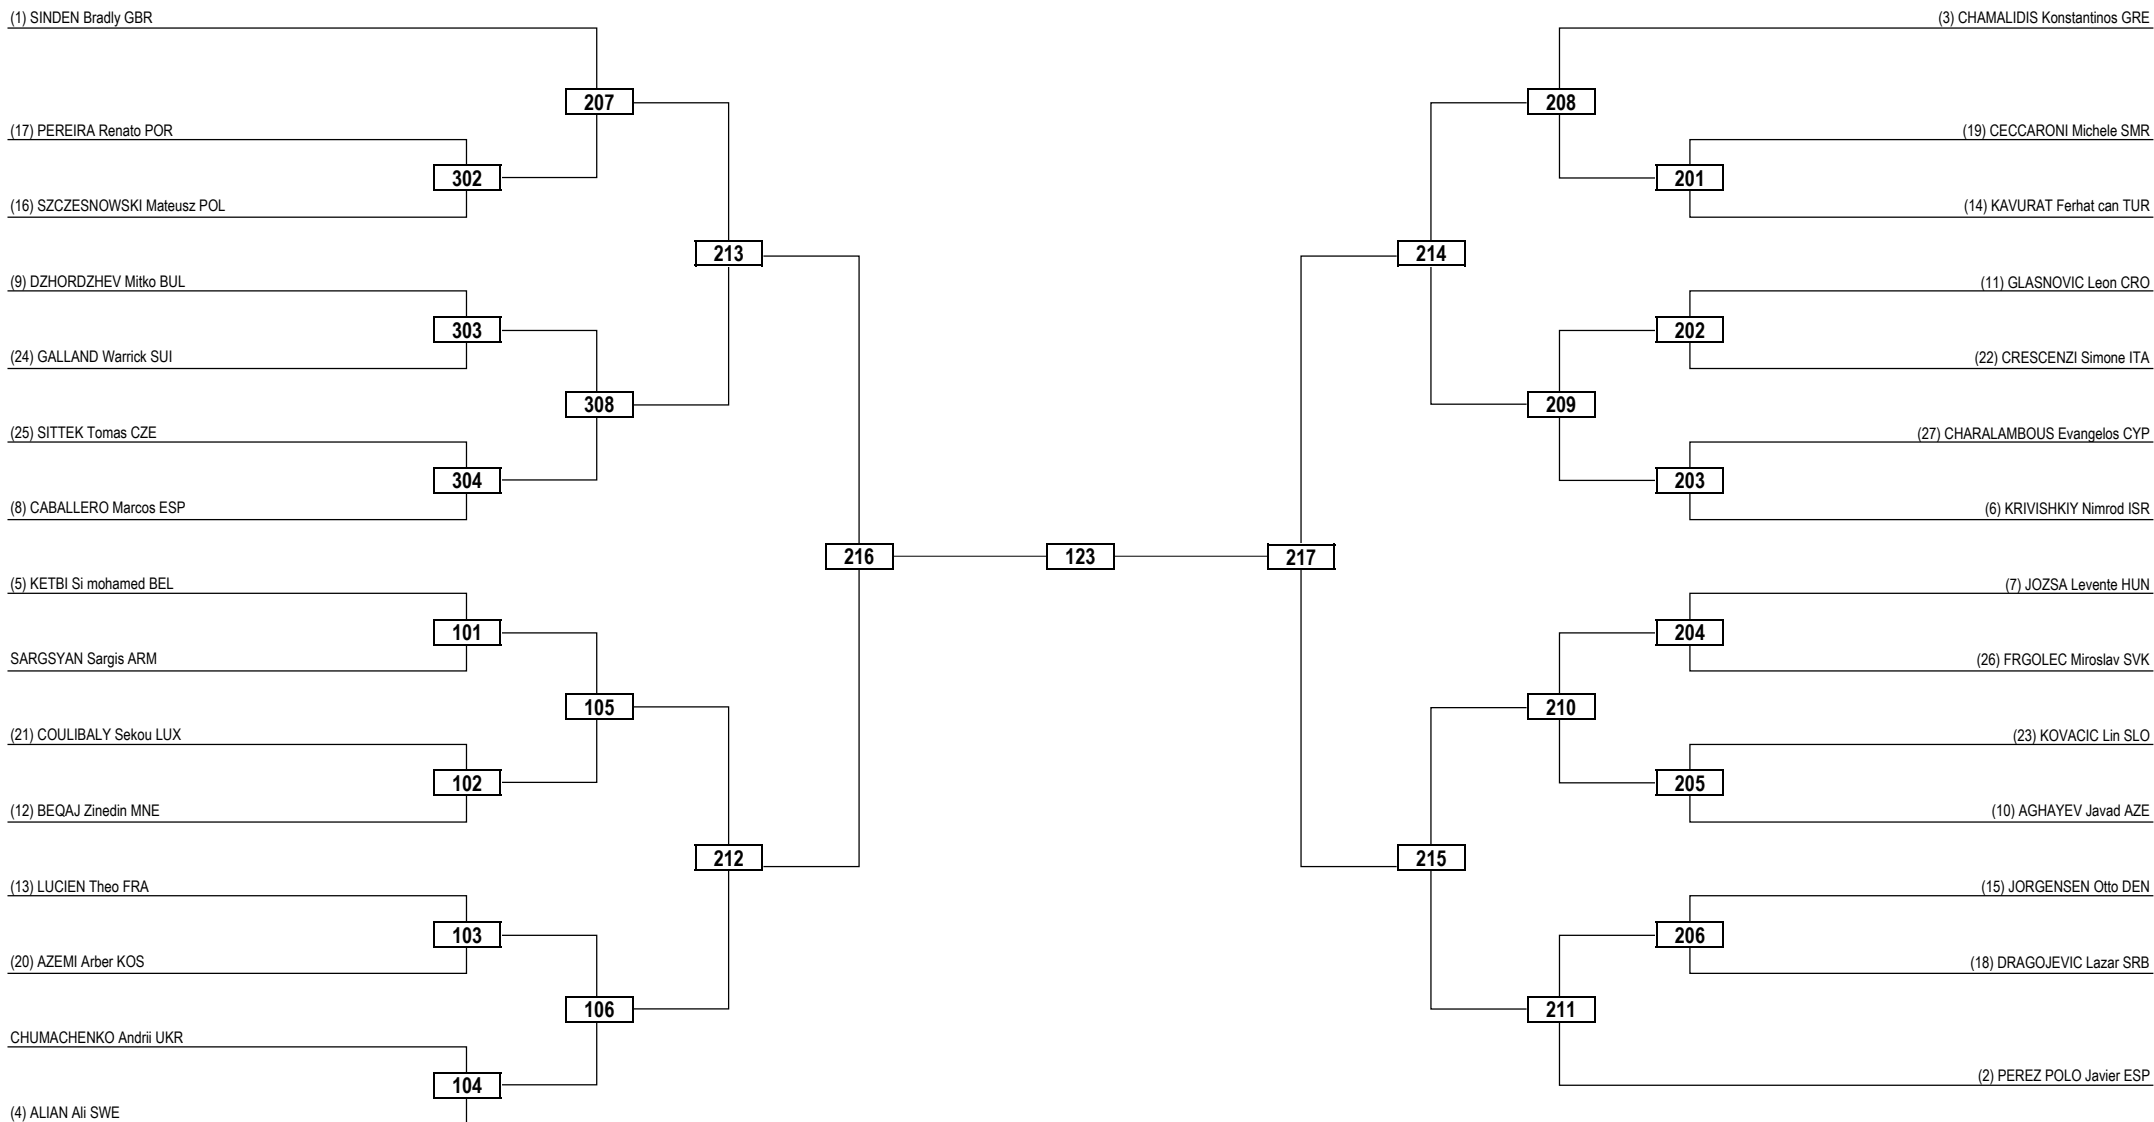 (1) SINDEN Bradly GBR
(3) CHAMALIDIS Konstantinos GRE
207
208
(17) PEREIRA Renato POR
(19) CECCARONI Michele SMR
302
201
(16) SZCZESNOWSKI Mateusz POL
(14) KAVURAT Ferhat can TUR
213
214
(9) DZHORDZHEV Mitko BUL
(11) GLASNOVIC Leon CRO
303
202
(24) GALLAND Warrick SUI
(22) CRESCENZI Simone ITA
308
209
(25) SITTEK Tomas CZE
(27) CHARALAMBOUS Evangelos CYP
304
203
(8) CABALLERO Marcos ESP
(6) KRIVISHKIY Nimrod ISR
216
123
217
(5) KETBI Si mohamed BEL
(7) JOZSA Levente HUN
101
204
SARGSYAN Sargis ARM
(26) FRGOLEC Miroslav SVK
105
210
(21) COULIBALY Sekou LUX
(23) KOVACIC Lin SLO
102
205
(12) BEQAJ Zinedin MNE
(10) AGHAYEV Javad AZE
212
215
(13) LUCIEN Theo FRA
(15) JORGENSEN Otto DEN
103
206
(20) AZEMI Arber KOS
(18) DRAGOJEVIC Lazar SRB
106
211
CHUMACHENKO Andrii UKR
104
(2) PEREZ POLO Javier ESP
(4) ALIAN Ali SWE